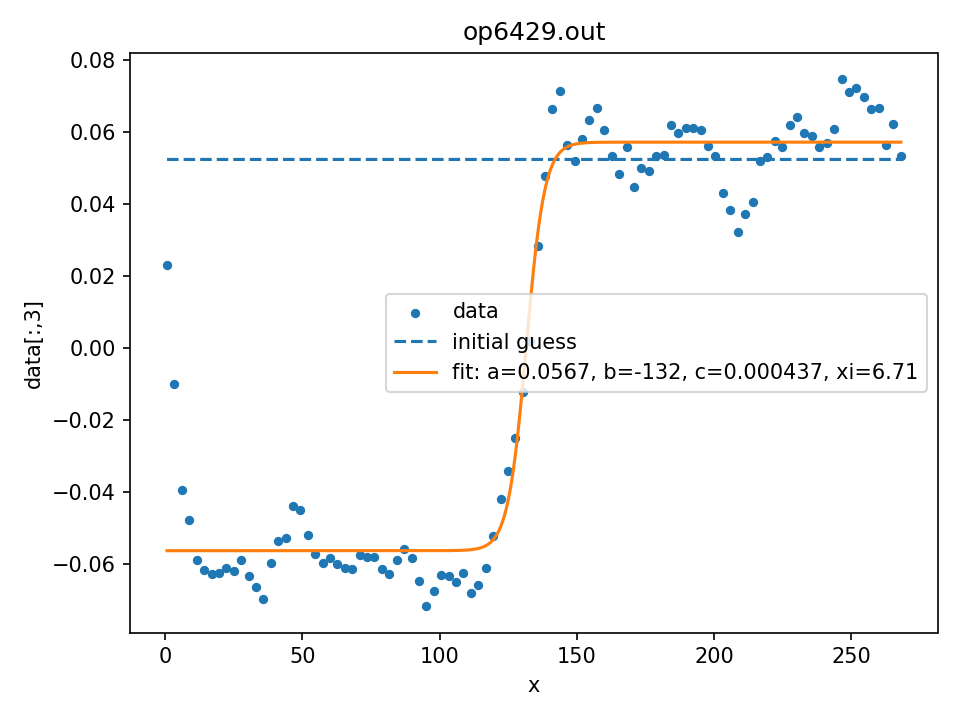 op6429.out
0.08
0.06
0.04
0.02
0.00
−0.02
−0.04
−0.06
data[:,3]
data
initial guess
fit: a=0.0567, b=-132, c=0.000437, xi=6.71
0 50 100 150 200 250
x